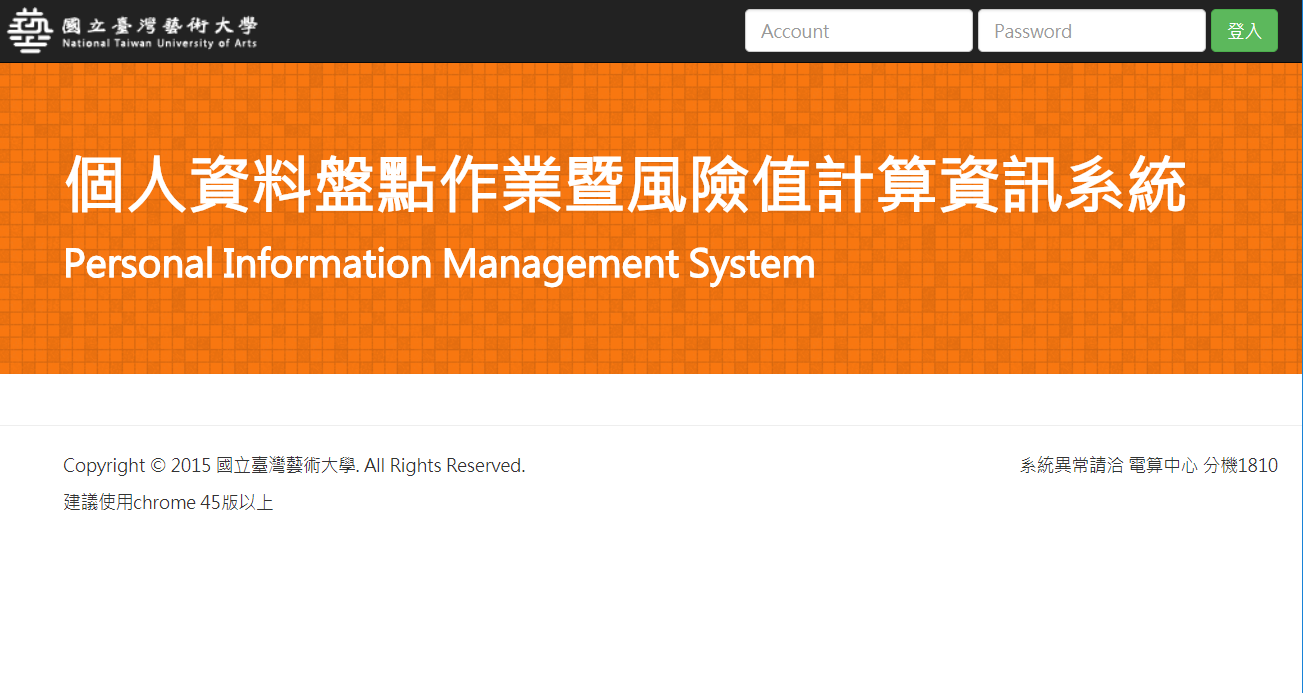 國立臺灣藝術大學
National Taiwan University of Arts
Account
Password
登入
個人資料盤點作業暨風險值計算資訊系統
Personal Information Management System
Copyright © 2015 國立臺灣藝術大學. All Rights Reserved.
系統異常請洽 電算中心 分機1810
建議使用chrome 45版以上